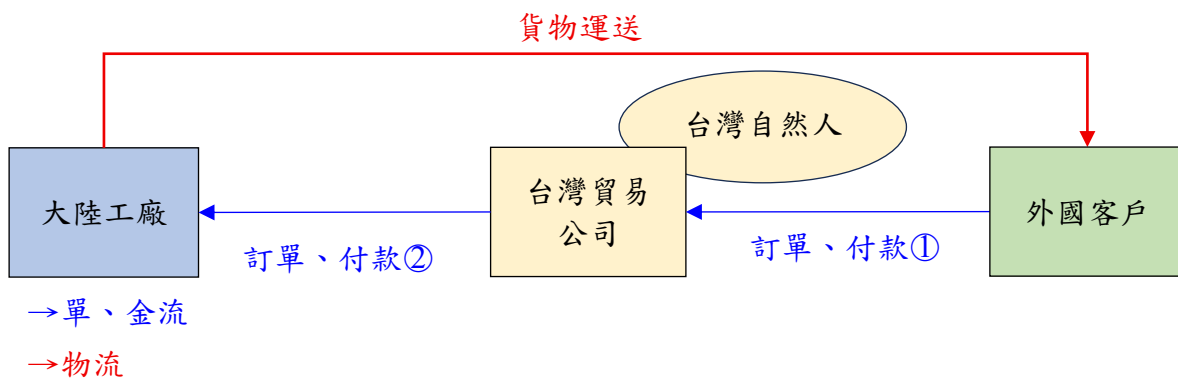 貨物運送
台灣自然人
大陸工廠
台灣貿易
公司
外國客戶
訂單、付款②
訂單、付款①
→單、金流
→物流